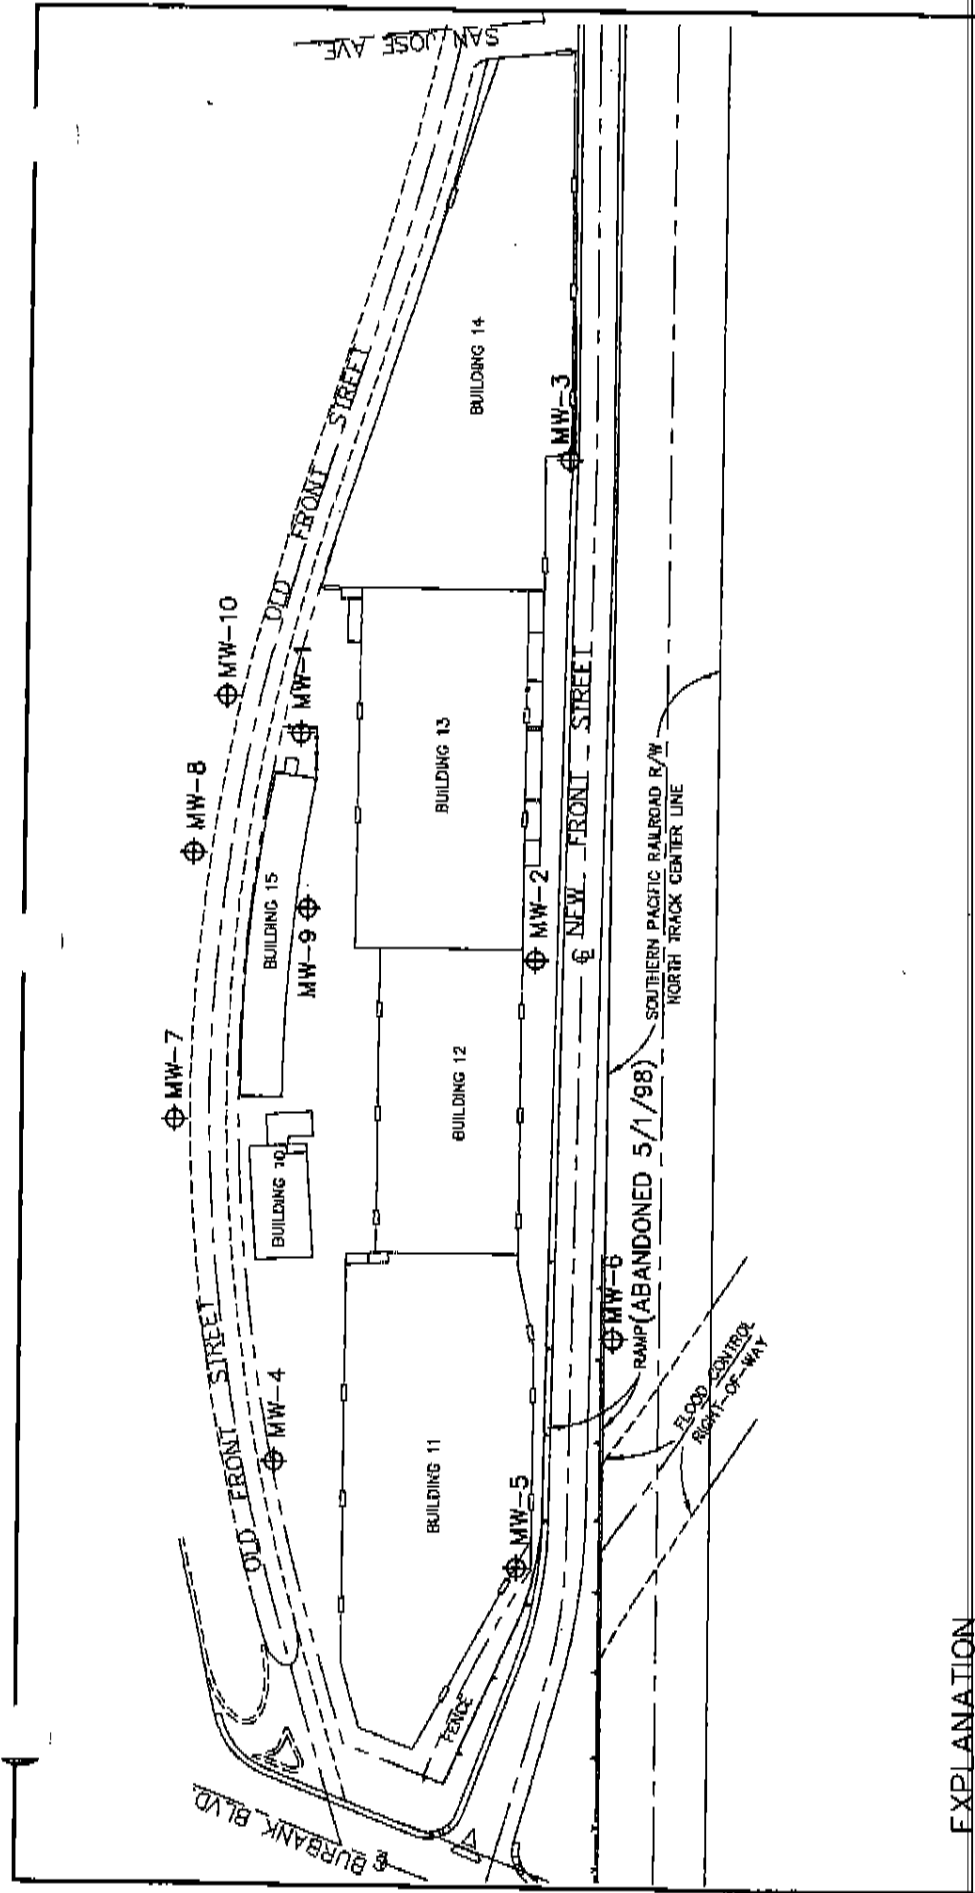 SAN JOSE AVE
OLD FRONT STREET
BUILDING 14
MW-3
MW-10
MW-1
MW-8
BUILDING 15
MW-9
BUILDING 13
MW-2
℄ NEW FRONT STREET
SOUTHERN PACIFIC RAILROAD R/W
NORTH TRACK CENTER LINE
MW-7
BUILDING 10
BUILDING 12
MW-6
RAMP(ABANDONED 5/1/98)
FLOOD CONTROL
RIGHT-OF-WAY
OLD FRONT STREET
MW-4
BUILDING 11
MW-5
FENCE
℄ BURBANK BLVD
EXPLANATION